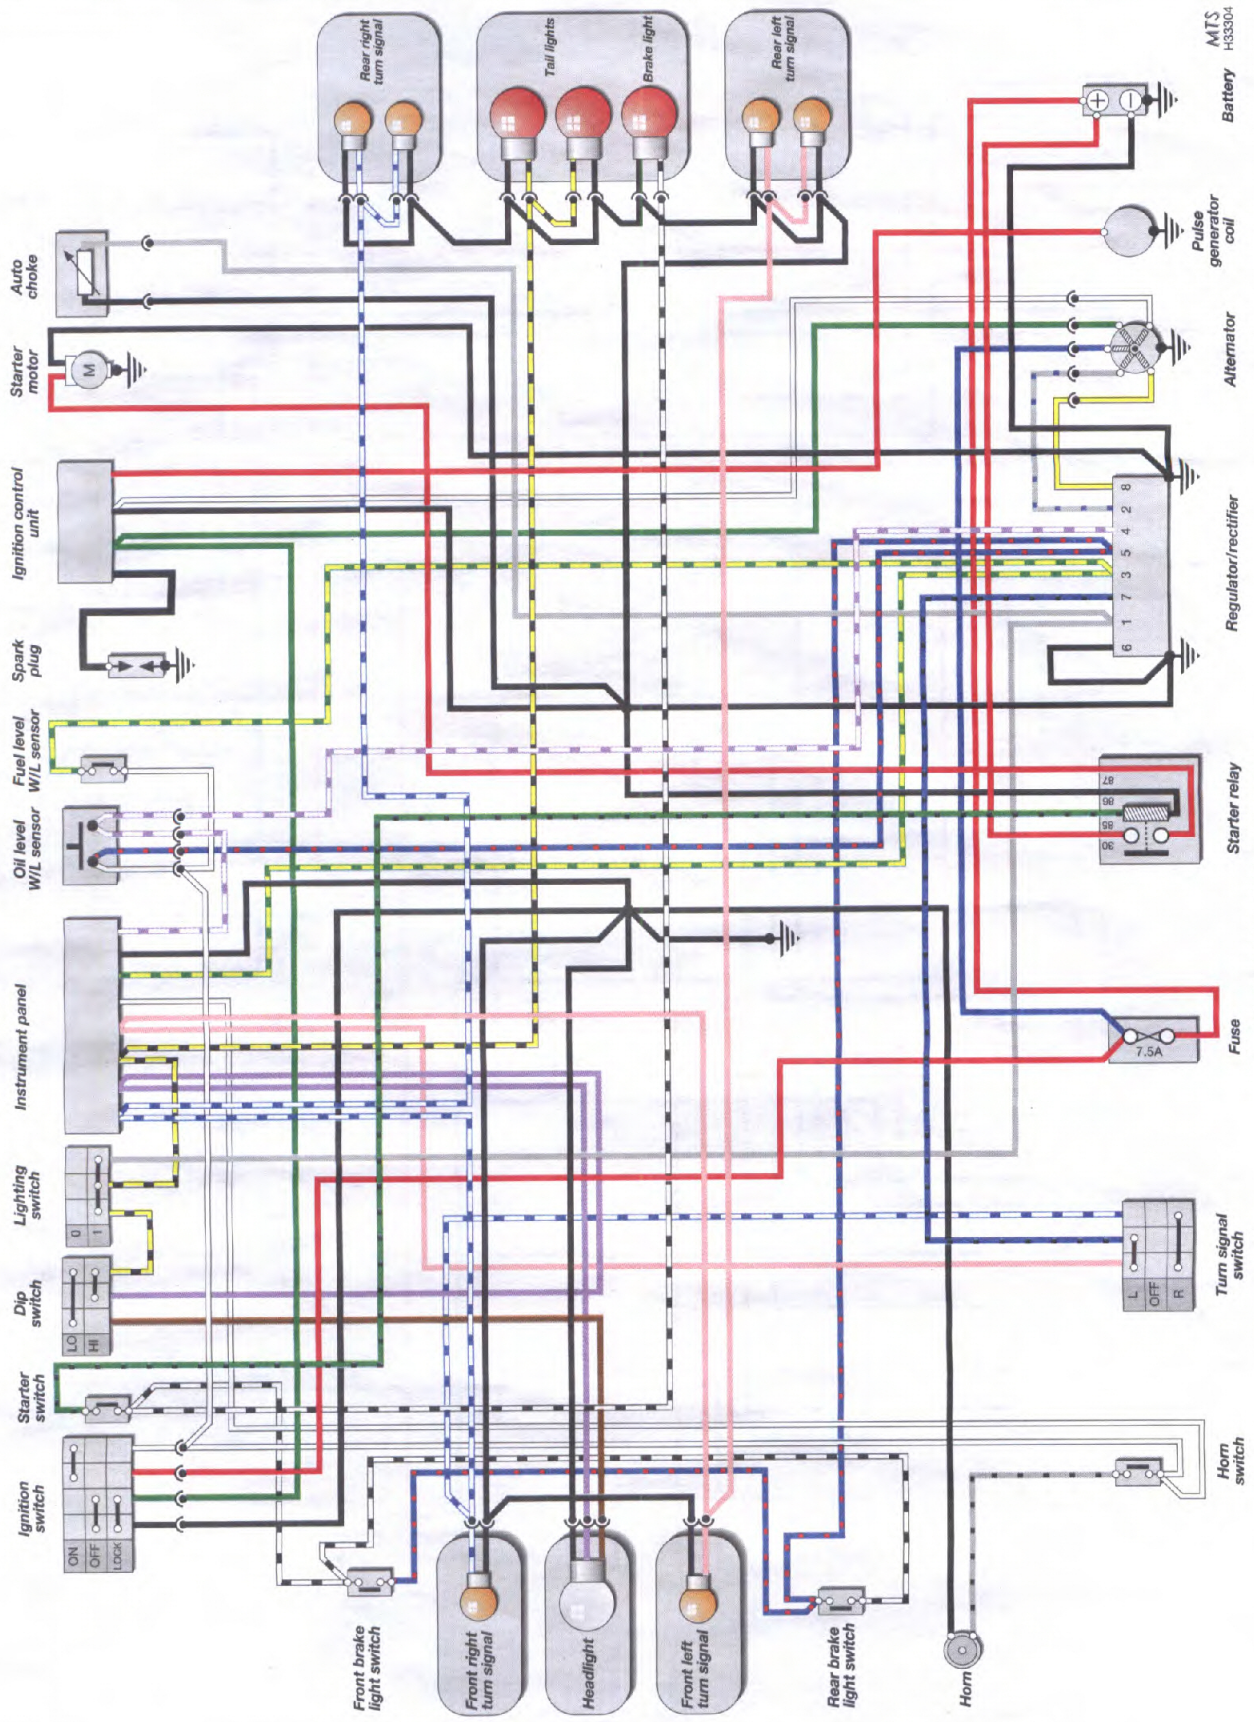 Ignition
switch
ON
OFF
LOCK
Starter
switch
Dip
switch
LO
HI
Lighting
switch
0
1
Instrument panel
Oil level
W/L sensor
Fuel level
W/L sensor
Spark
plug
Ignition control
unit
Starter
motor
M
Auto
choke
Front brake
light switch
Front right
turn signal
Headlight
Front left
turn signal
Rear brake
light switch
Horn
Rear right
turn signal
Tail lights
Brake light
Rear left
turn signal
Horn
switch
Turn signal
switch
L
OFF
R
Fuse
7.5A
Starter relay
30
85
86
87
Regulator/rectifier
6
1
7
3
5
4
2
8
Alternator
Pulse
generator
coil
Battery
+
−
MTS
H33304